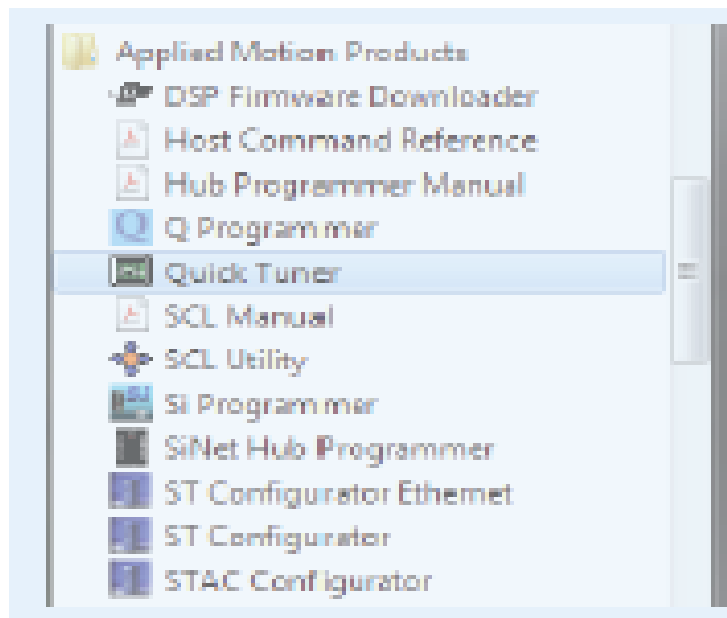 Applied Motion Products
DSP Firmware Downloader
Host Command Reference
Hub Programmer Manual
Q Programmer
Quick Tuner
SCL Manual
SCL Utility
Si Programmer
SiNet Hub Programmer
ST Configurator Ethernet
ST Configurator
STAC Configurator